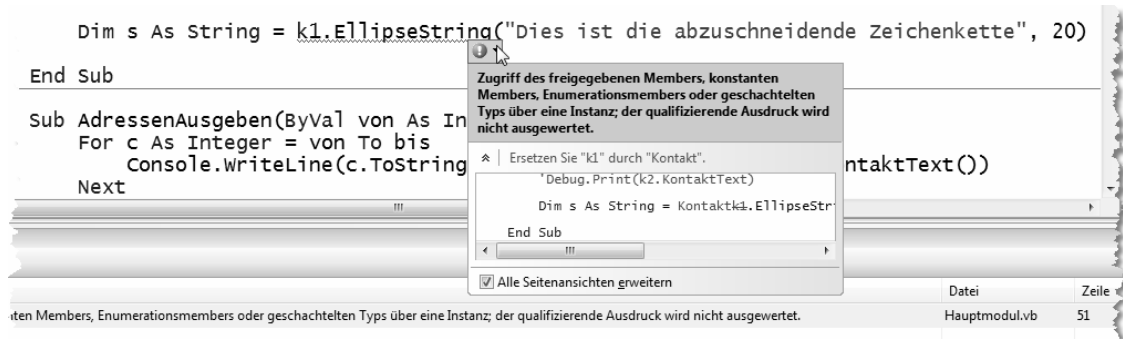 Dim s As String = k1.EllipseString("Dies ist die abzuschneidende Zeichenkette", 20)
End Sub
Zugriff des freigegebenen Members, konstanten
Members, Enumerationsmembers oder geschachtelten
Typs über eine Instanz; der qualifizierende Ausdruck wird
nicht ausgewertet.
Sub AdressenAusgeben(ByVal von As In
For c As Integer = von To bis
Console.WriteLine(c.ToString ntaktText())
Next
Ersetzen Sie "k1" durch "Kontakt".
'Debug.Print(k2.KontaktText)
Dim s As String = Kontaktk1.EllipseStr
End Sub
Alle Seitenansichten erweitern
Datei Zeile
ten Members, Enumerationsmembers oder geschachtelten Typs über eine Instanz; der qualifizierende Ausdruck wird nicht ausgewertet. Hauptmodul.vb 51